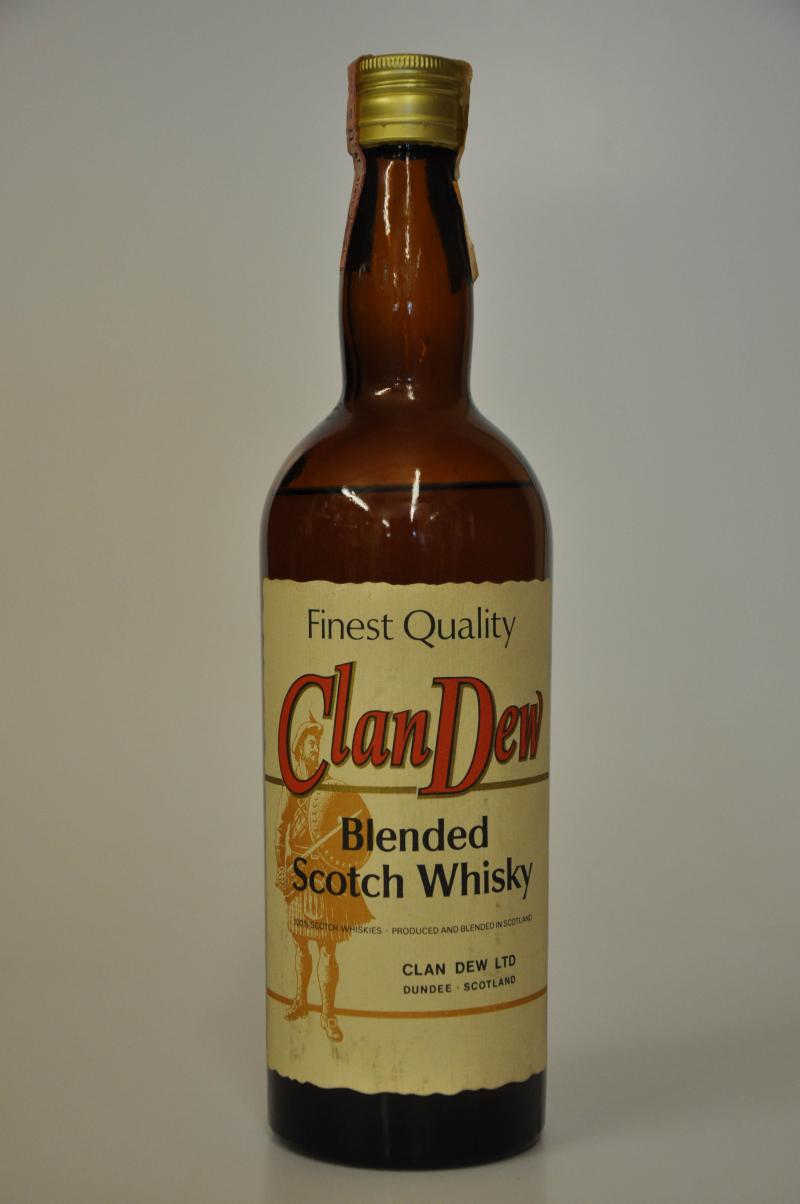 Finest Quality
Clan Dew
Blended
Scotch Whisky
100% SCOTCH WHISKIES · PRODUCED AND BLENDED IN SCOTLAND
CLAN DEW LTD
DUNDEE · SCOTLAND